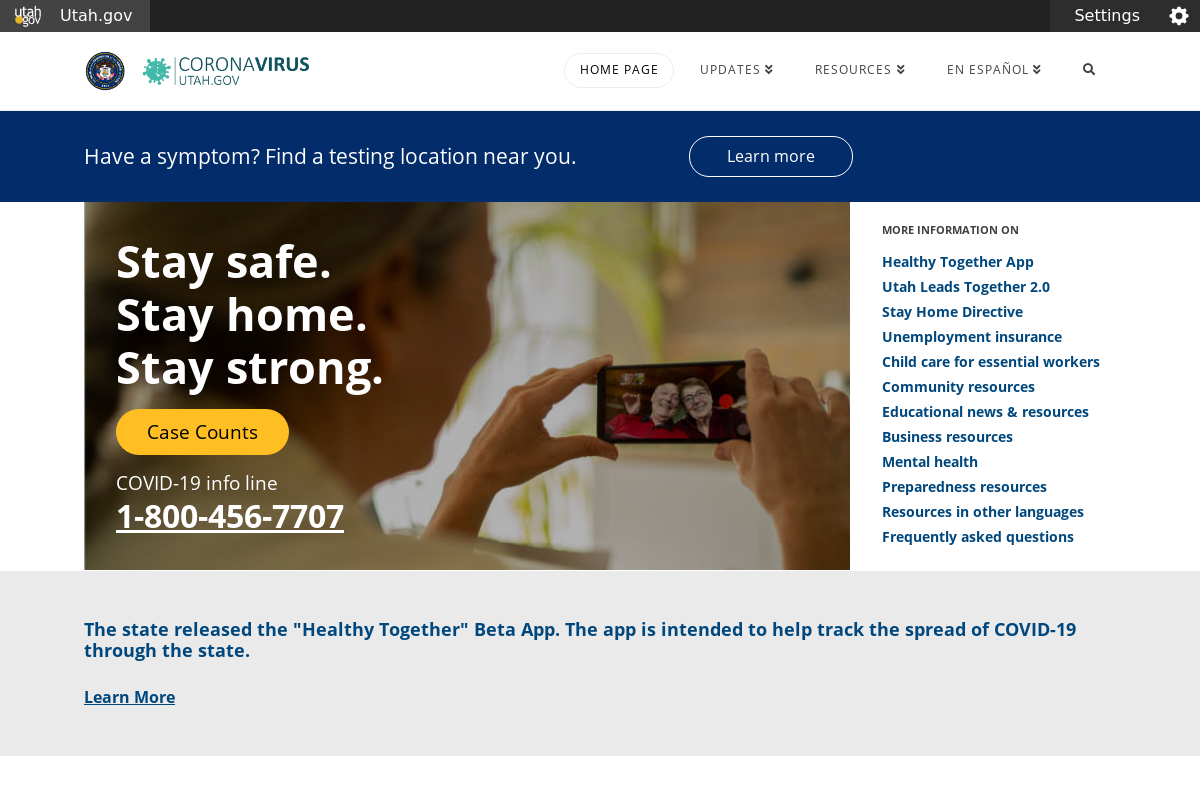 utah
gov
Utah.gov
Settings
CORONAVIRUS
UTAH.GOV
HOME PAGE
UPDATES
RESOURCES
EN ESPAÑOL
Have a symptom? Find a testing location near you.
Learn more
Stay safe.
Stay home.
Stay strong.
Case Counts
COVID-19 info line
1-800-456-7707
MORE INFORMATION ON
Healthy Together App
Utah Leads Together 2.0
Stay Home Directive
Unemployment insurance
Child care for essential workers
Community resources
Educational news & resources
Business resources
Mental health
Preparedness resources
Resources in other languages
Frequently asked questions
The state released the "Healthy Together" Beta App. The app is intended to help track the spread of COVID-19
through the state.
Learn More